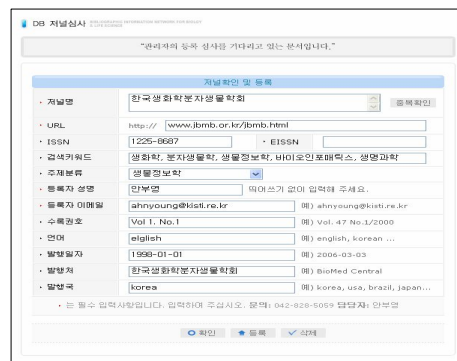 DB 저널심사
"관리자의 등록 심사를 기다리고 있는 문서입니다."
저널확인 및 등록
· 저널명 한국생화학분자생물학회 중복확인
· URL http:// www.jbmb.or.kr/jbmb.html
· ISSN 1225-8687 · EISSN
· 검색키워드 생화학, 분자생물학, 생물정보학, 바이오인포매틱스, 생명과학
· 주제분류 생물정보학
· 등록자 성명 안부영 띄어쓰기 없이 입력해 주세요.
· 등록자 이메일 ahnyoung@kisti.re.kr 예) ahnyoung@kisti.re.kr
· 수록권호 Vol 1, No.1 예) Vol. 47 No.1/2000
· 언어 elglish 예) english, korean ...
· 발행일자 1998-01-01 예) 2006-03-03
· 발행처 한국생화학분자생물학회 예) BioMed Central
· 발행국 korea 예) korea, usa, brazil, japan...
· 는 필수 입력사항입니다. 입력하여 주십시오. 문의: 042-828-5059 담당자: 안부영
확인 등록 삭제